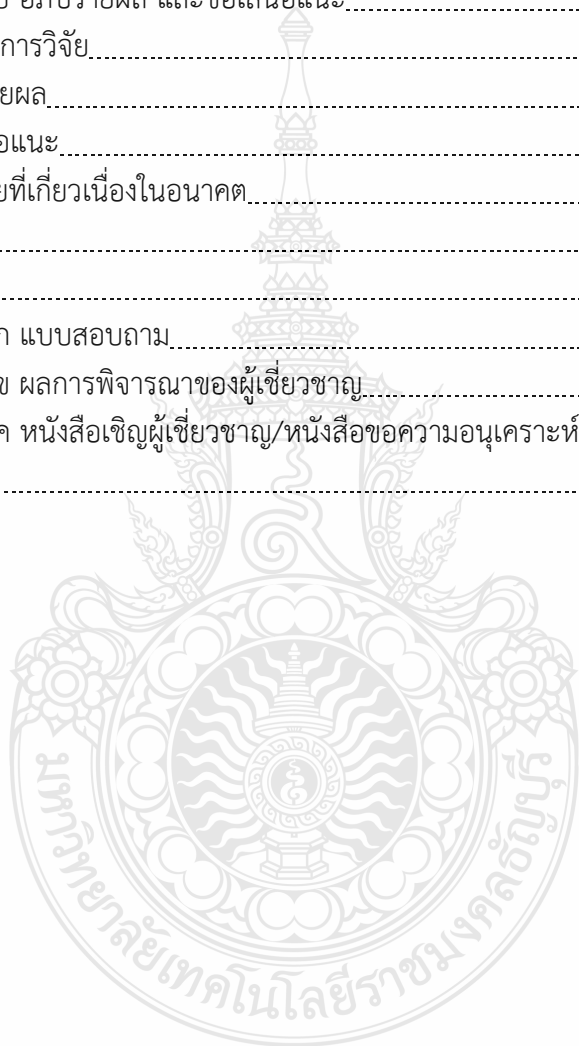 อภิปรายผล และข้อเสนอแนะ
การวิจัย
ยผล
อแนะ
ยที่เกี่ยวเนื่องในอนาคต
ก แบบสอบถาม
ข ผลการพิจารณาของผู้เชี่ยวชาญ
ค หนังสือเชิญผู้เชี่ยวชาญ/หนังสือขอความอนุเคราะห์
มหาวิทยาลัยเทคโนโลยีราชมงคลธัญบุรี